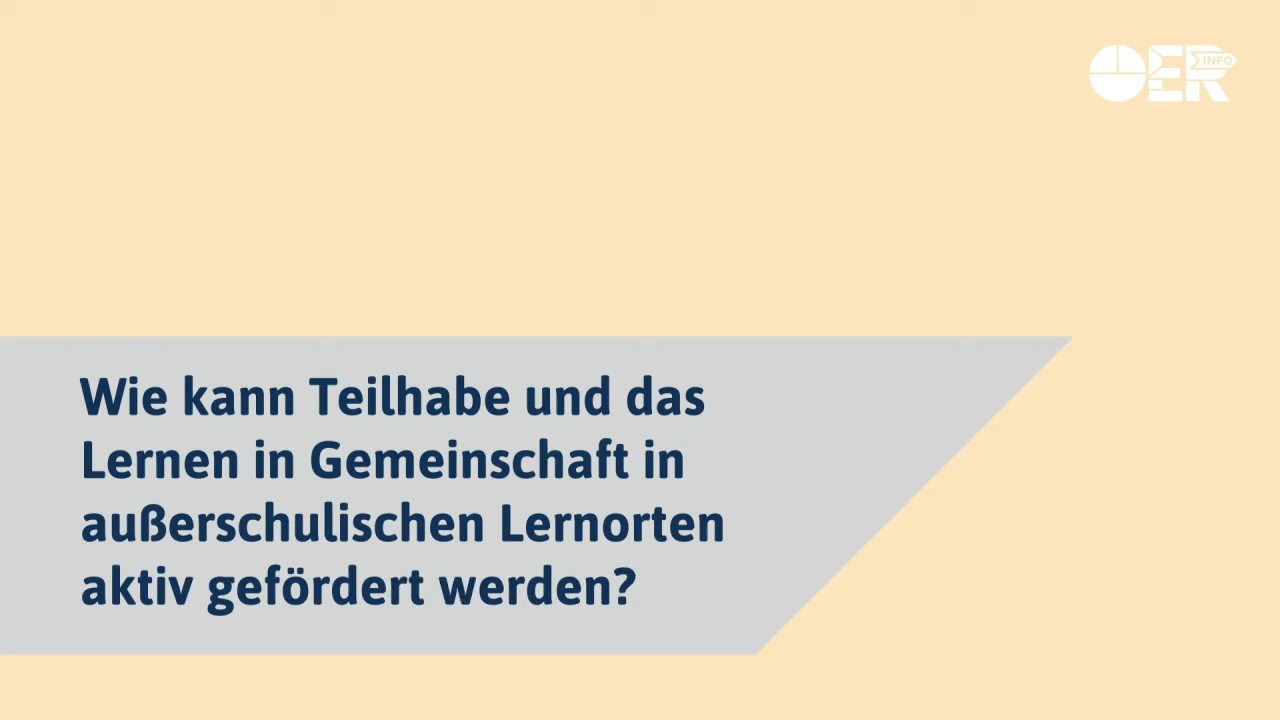 OER INFO
Wie kann Teilhabe und das
Lernen in Gemeinschaft in
außerschulischen Lernorten
aktiv gefördert werden?